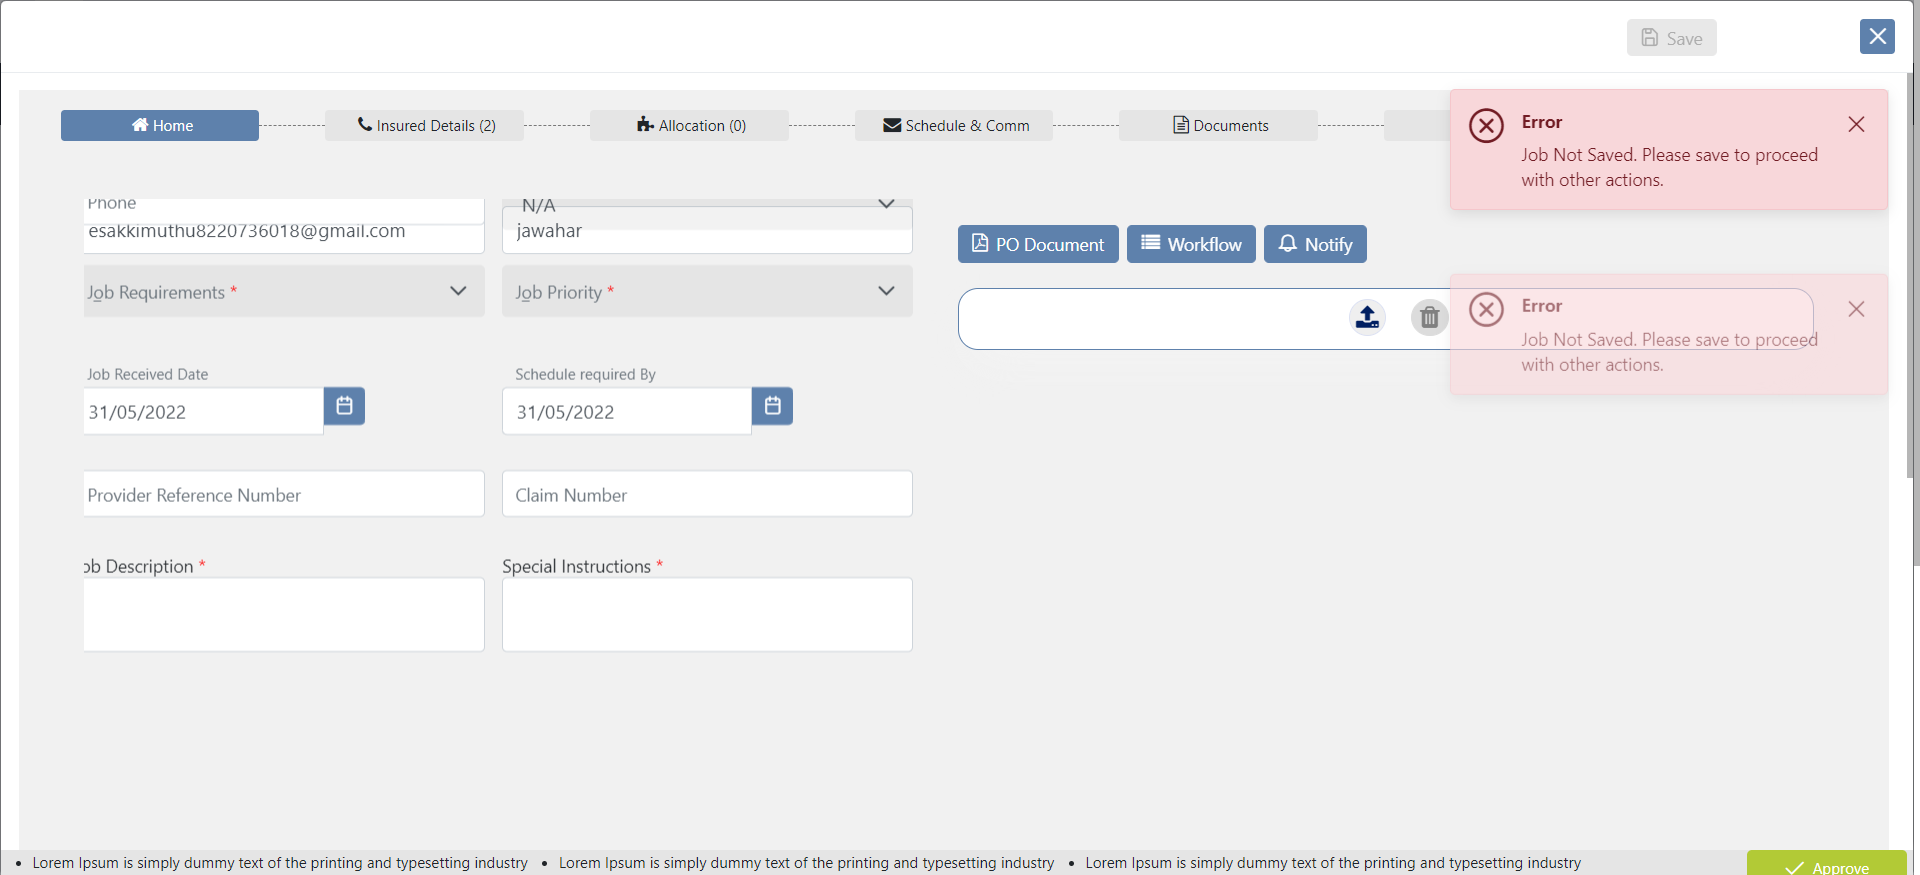 Save
Home
Insured Details (2)
Allocation (0)
Schedule & Comm
Documents
Error
Job Not Saved. Please save to proceed
with other actions.
Phone
N/A
esakkimuthu8220736018@gmail.com
jawahar
PO Document
Workflow
Notify
Job Requirements *
Job Priority *
Error
Job Not Saved. Please save to proceed
with other actions.
Job Received Date
Schedule required By
31/05/2022
31/05/2022
Provider Reference Number
Claim Number
ob Description *
Special Instructions *
• Lorem Ipsum is simply dummy text of the printing and typesetting industry • Lorem Ipsum is simply dummy text of the printing and typesetting industry • Lorem Ipsum is simply dummy text of the printing and typesetting industry
Approve